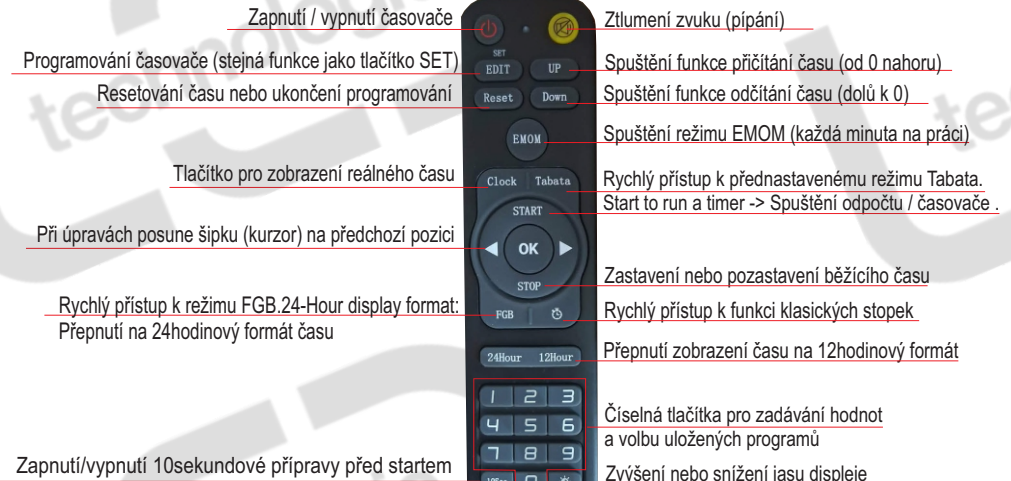 Zapnutí / vypnutí časovače
Ztlumení zvuku (pípání)
SET
Programování časovače (stejná funkce jako tlačítko SET)
EDIT
UP
Spuštění funkce přičítání času (od 0 nahoru)
Resetování času nebo ukončení programování
Reset
Down
Spuštění funkce odčítání času (dolů k 0)
EMOM
Spuštění režimu EMOM (každá minuta na práci)
Tlačítko pro zobrazení reálného času
Clock
Tabata
Rychlý přístup k přednastavenému režimu Tabata.
START
Start to run a timer -> Spuštění odpočtu / časovače .
Při úpravách posune šipku (kurzor) na předchozí pozici
OK
Zastavení nebo pozastavení běžícího času
STOP
Rychlý přístup k režimu FGB.24-Hour display format:
Přepnutí na 24hodinový formát času
FGB
Rychlý přístup k funkci klasických stopek
24Hour
12Hour
Přepnutí zobrazení času na 12hodinový formát
1 2 3
4 5 6
7 8 9
Číselná tlačítka pro zadávání hodnot
a volbu uložených programů
Zapnutí/vypnutí 10sekundové přípravy před startem
Zvýšení nebo snížení jasu displeje